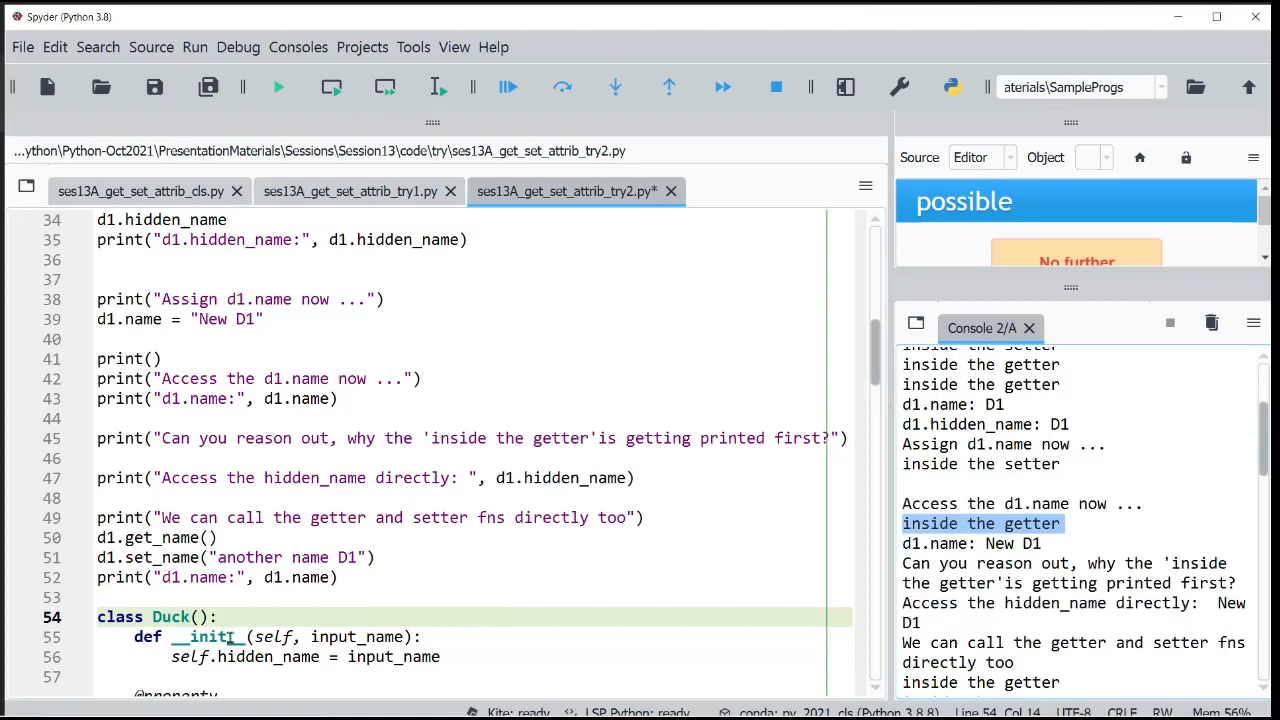 Spyder (Python 3.8)
File Edit Search Source Run Debug Consoles Projects Tools View Help
aterials\SampleProgs
...ython\Python-Oct2021\PresentationMaterials\Sessions\Session13\code\try\ses13A_get_set_attrib_try2.py
ses13A_get_set_attrib_cls.py ses13A_get_set_attrib_try1.py ses13A_get_set_attrib_try2.py*
34 d1.hidden_name
35 print("d1.hidden_name:", d1.hidden_name)
36
37
38 print("Assign d1.name now ...")
39 d1.name = "New D1"
40
41 print()
42 print("Access the d1.name now ...")
43 print("d1.name:", d1.name)
44
45 print("Can you reason out, why the 'inside the getter'is getting printed first?")
46
47 print("Access the hidden_name directly: ", d1.hidden_name)
48
49 print("We can call the getter and setter fns directly too")
50 d1.get_name()
51 d1.set_name("another name D1")
52 print("d1.name:", d1.name)
53
54 class Duck():
55 def __init__(self, input_name):
56 self.hidden_name = input_name
57
@property
Source Editor Object
possible
No further
Console 2/A
inside the setter
inside the getter
inside the getter
d1.name: D1
d1.hidden_name: D1
Assign d1.name now ...
inside the setter
Access the d1.name now ...
inside the getter
d1.name: New D1
Can you reason out, why the 'inside
the getter'is getting printed first?
Access the hidden_name directly:  New
D1
We can call the getter and setter fns
directly too
inside the getter
Kite: ready LSP Python: ready conda: py_2021_cls (Python 3.8.8) Line 54, Col 14 UTF-8 CRLF RW Mem 56%